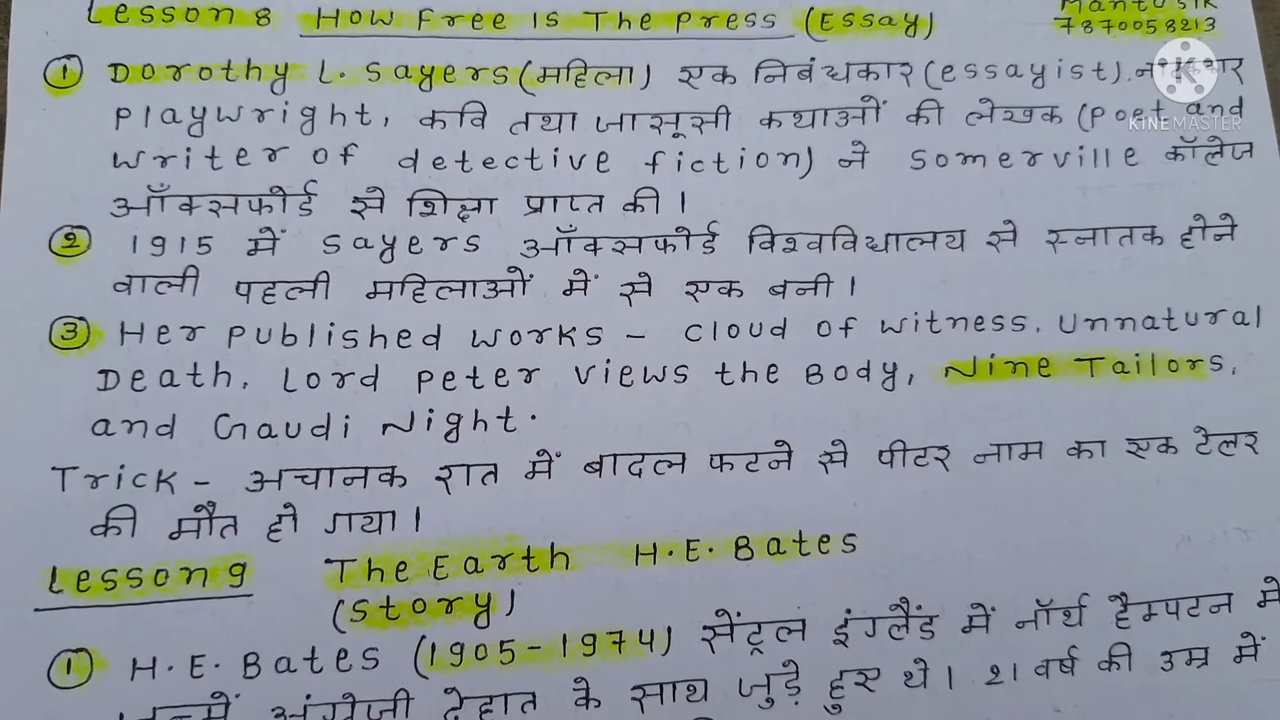 Lesson 8 How Free Is The Press (Essay)
7870058213
① Dorothy L. Sayers (महिला) एक निबंधकार (essayist).
Playwright, कवि तथा जासूसी कथाओं की लेखक (Poet and
writer of detective fiction) ने Somerville कॉलेज
ऑक्सफोर्ड से शिक्षा प्राप्त की।
② 1915 में Sayers ऑक्सफोर्ड विश्वविद्यालय से स्नातक होने
वाली पहली महिलाओं में से एक बनी।
③ Her published works - Cloud of witness. Unnatural
Death. Lord Peter views the Body, Nine Tailors,
and Gaudi Night.
Trick - अचानक रात में बादल फटने से पीटर नाम का एक टेलर
की मौत हो गया।
Lesson 9 The Earth H.E. Bates
(Story)
① H.E. Bates (1905-1974) सेंट्रल इंग्लैंड में नॉर्थ हैम्पटन में
अंग्रेजी देहात के साथ जुड़े हुए थे। 21 वर्ष की उम्र में
KINEMASTER